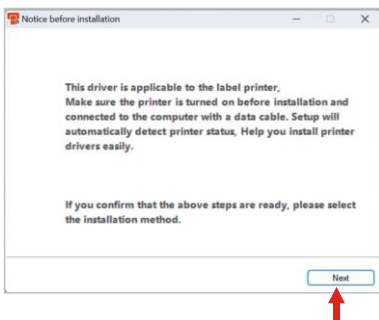 Notice before installation
This driver is applicable to the label printer,
Make sure the printer is turned on before installation and
connected to the computer with a data cable. Setup will
automatically detect printer status, Help you install printer
drivers easily.
If you confirm that the above steps are ready, please select
the installation method.
Next